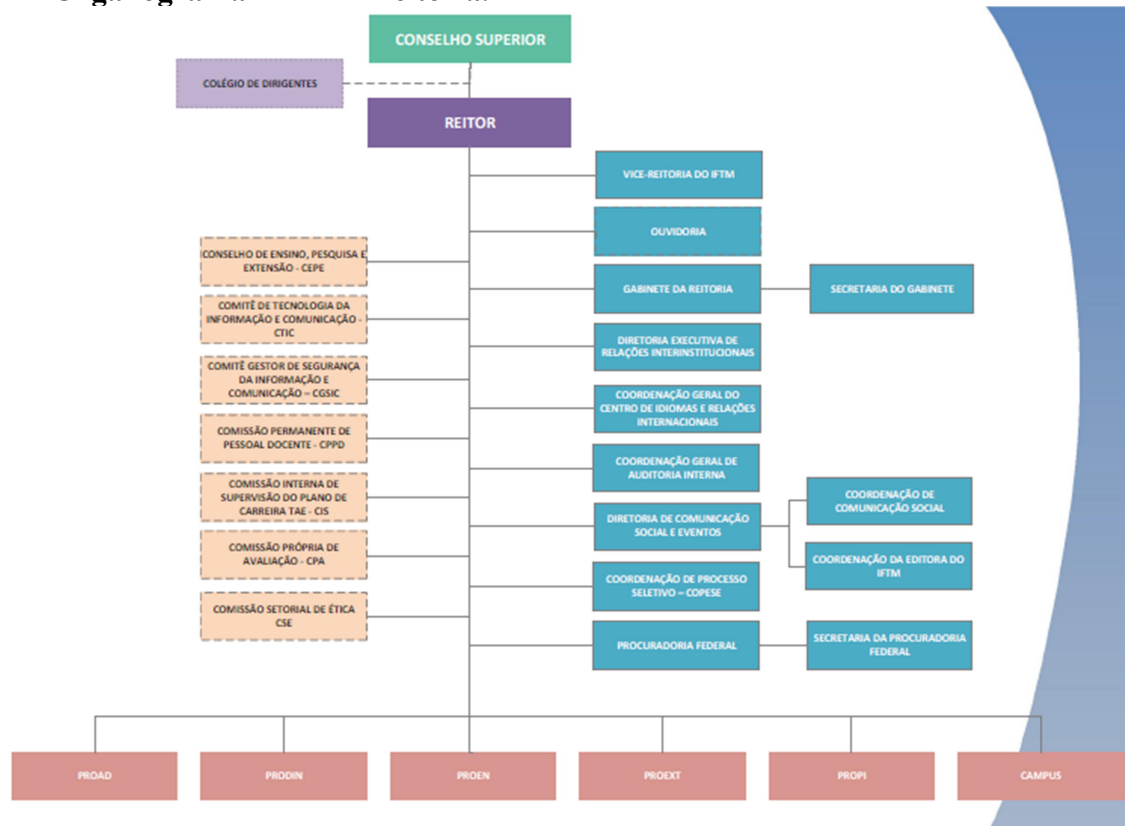 CONSELHO SUPERIOR
COLÉGIO DE DIRIGENTES
REITOR
VICE-REITORIA DO IFTM
OUVIDORIA
CONSELHO DE ENSINO, PESQUISA E
EXTENSÃO - CEPE
GABINETE DA REITORIA
SECRETARIA DO GABINETE
COMITÊ DE TECNOLOGIA DA
INFORMAÇÃO E COMUNICAÇÃO -
CTIC
DIRETORIA EXECUTIVA DE
RELAÇÕES INTERINSTITUCIONAIS
COMITÊ GESTOR DE SEGURANÇA
DA INFORMAÇÃO E
COMUNICAÇÃO – CGSIC
COORDENAÇÃO GERAL DO
CENTRO DE IDIOMAS E RELAÇÕES
INTERNACIONAIS
COMISSÃO PERMANENTE DE
PESSOAL DOCENTE - CPPD
COORDENAÇÃO GERAL DE
AUDITORIA INTERNA
COMISSÃO INTERNA DE
SUPERVISÃO DO PLANO DE
CARREIRA TAE - CIS
DIRETORIA DE COMUNICAÇÃO
SOCIAL E EVENTOS
COORDENAÇÃO DE
COMUNICAÇÃO SOCIAL
COORDENAÇÃO DA EDITORA DO
IFTM
COMISSÃO PRÓPRIA DE
AVALIAÇÃO - CPA
COORDENAÇÃO DE PROCESSO
SELETIVO – COPESE
COMISSÃO SETORIAL DE ÉTICA
CSE
PROCURADORIA FEDERAL
SECRETARIA DA PROCURADORIA
FEDERAL
PROAD
PRODIN
PROEN
PROEXT
PROPI
CAMPUS